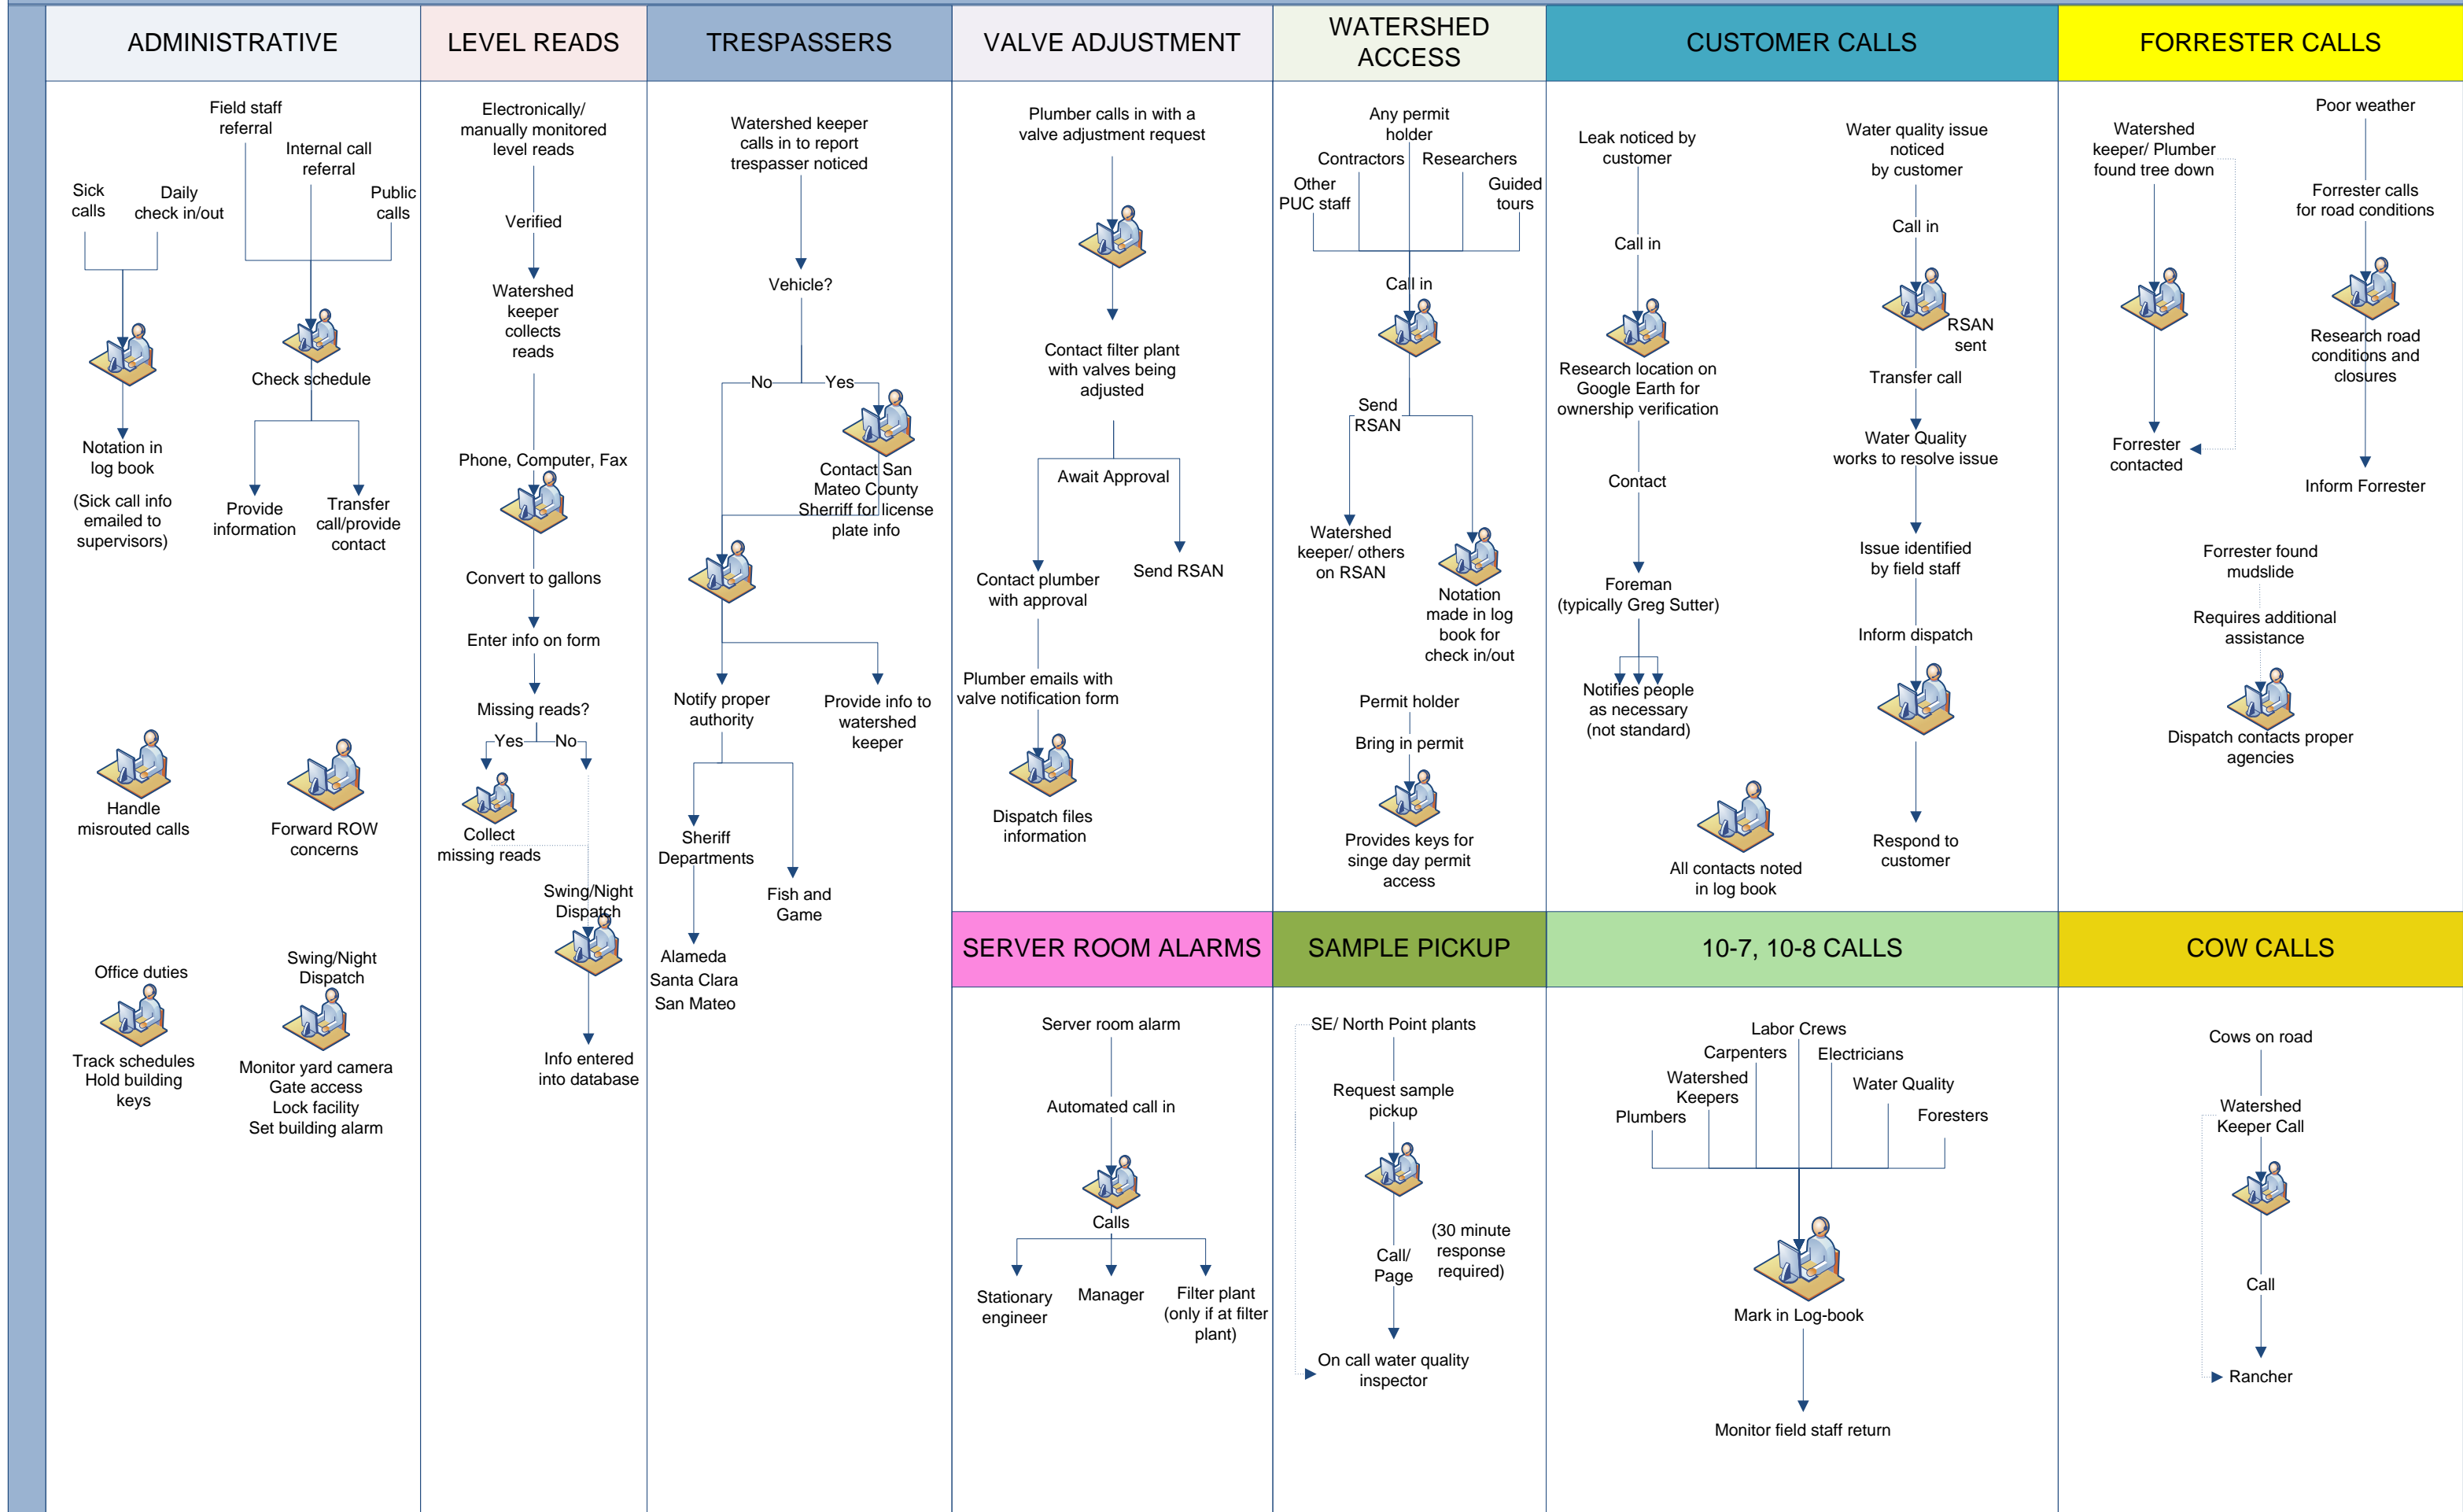 ADMINISTRATIVE
Field staff
referral
Internal call
referral
Sick
calls
Daily
check in/out
Public
calls
Check schedule
Notation in
log book
(Sick call info
emailed to
supervisors)
Provide
information
Transfer
call/provide
contact
Handle
misrouted calls
Forward ROW
concerns
Office duties
Track schedules
Hold building
keys
Swing/Night
Dispatch
Monitor yard camera
Gate access
Lock facility
Set building alarm
LEVEL READS
Electronically/
manually monitored
level reads
Verified
Watershed
keeper
collects
reads
Phone, Computer, Fax
Convert to gallons
Enter info on form
Missing reads?
Yes
No
Collect
missing reads
Swing/Night
Dispatch
Info entered
into database
TRESPASSERS
Watershed keeper
calls in to report
trespasser noticed
Vehicle?
No
Yes
Contact San
Mateo County
Sherriff for license
plate info
Notify proper
authority
Provide info to
watershed
keeper
Sheriff
Departments
Fish and
Game
Alameda
Santa Clara
San Mateo
VALVE ADJUSTMENT
Plumber calls in with a
valve adjustment request
Contact filter plant
with valves being
adjusted
Await Approval
Contact plumber
with approval
Send RSAN
Plumber emails with
valve notification form
Dispatch files
information
WATERSHED
ACCESS
Any permit
holder
Contractors
Researchers
Other
PUC staff
Guided
tours
Call in
Send
RSAN
Watershed
keeper/ others
on RSAN
Notation
made in log
book for
check in/out
Permit holder
Bring in permit
Provides keys for
singe day permit
access
CUSTOMER CALLS
Leak noticed by
customer
Call in
Research location on
Google Earth for
ownership verification
Contact
Foreman
(typically Greg Sutter)
Notifies people
as necessary
(not standard)
Water quality issue
noticed
by customer
Call in
RSAN
sent
Transfer call
Water Quality
works to resolve issue
Issue identified
by field staff
Inform dispatch
Respond to
customer
All contacts noted
in log book
FORRESTER CALLS
Watershed
keeper/ Plumber
found tree down
Forrester
contacted
Poor weather
Forrester calls
for road conditions
Research road
conditions and
closures
Inform Forrester
Forrester found
mudslide
Requires additional
assistance
Dispatch contacts proper
agencies
SERVER ROOM ALARMS
Server room alarm
Automated call in
Calls
Stationary
engineer
Manager
Filter plant
(only if at filter
plant)
SAMPLE PICKUP
SE/ North Point plants
Request sample
pickup
(30 minute
response
required)
Call/
Page
On call water quality
inspector
10-7, 10-8 CALLS
Labor Crews
Carpenters
Electricians
Watershed
Keepers
Water Quality
Plumbers
Foresters
Mark in Log-book
Monitor field staff return
COW CALLS
Cows on road
Watershed
Keeper Call
Call
Rancher